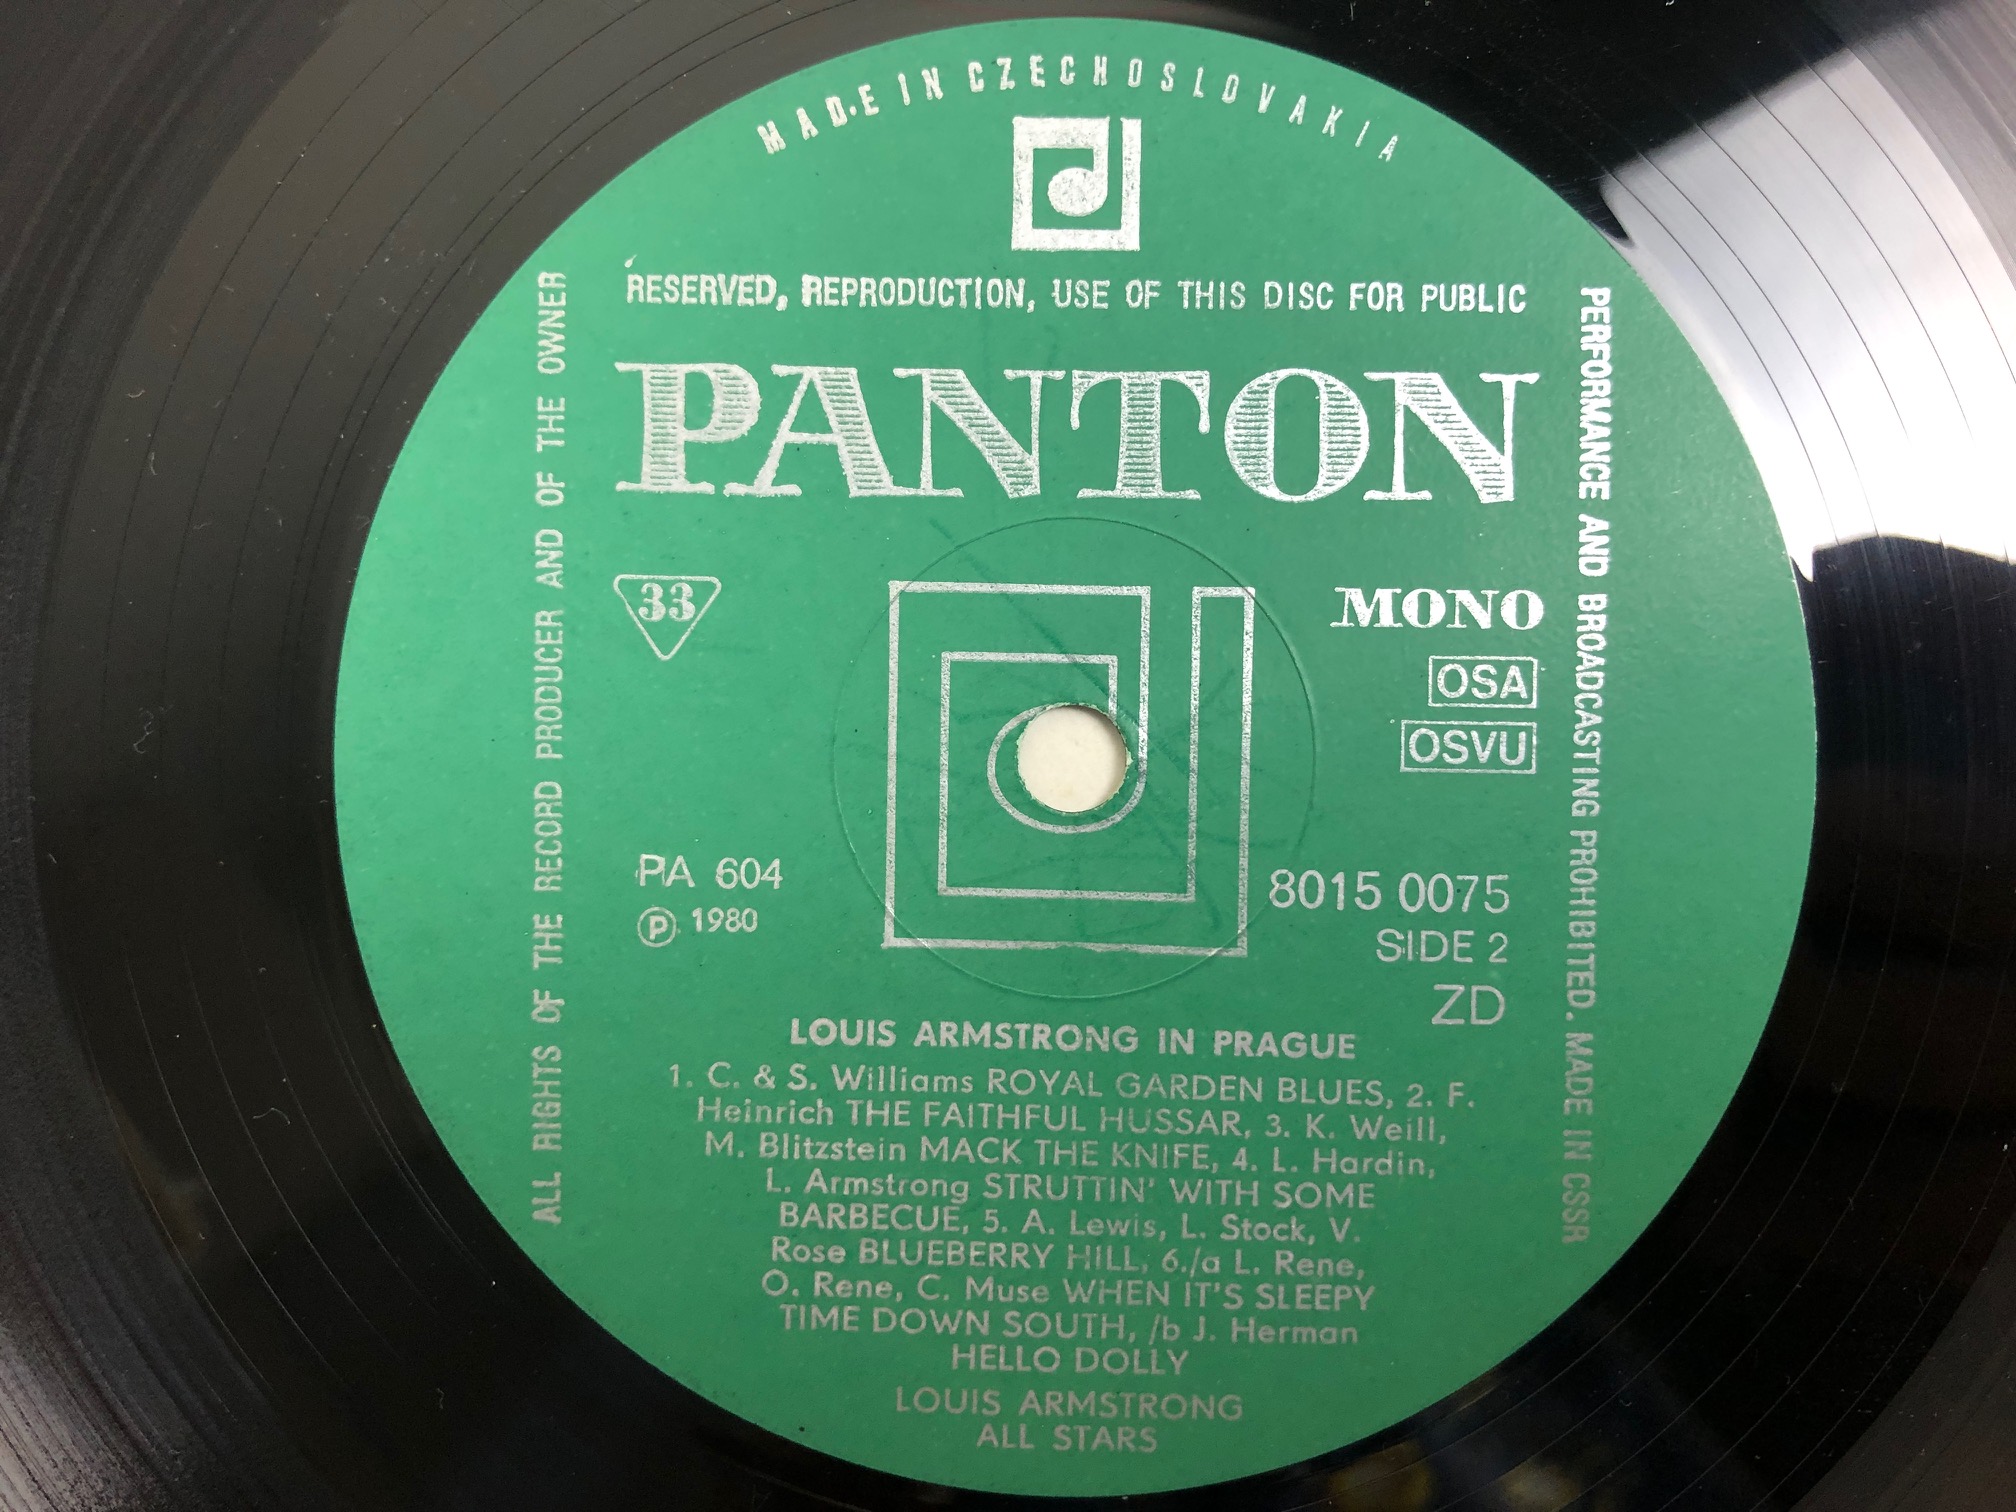 MADE IN CZECHOSLOVAKIA
ALL RIGHTS OF THE RECORD PRODUCER AND OF THE OWNER
RESERVED, REPRODUCTION, USE OF THIS DISC FOR PUBLIC
PERFORMANCE AND BROADCASTING PROHIBITED. MADE IN CSSR
PANTON
33
MONO
OSA
OSVU
PA 604
℗ 1980
8015 0075
SIDE 2
ZD
LOUIS ARMSTRONG IN PRAGUE
1. C. & S. Williams ROYAL GARDEN BLUES, 2. F.
Heinrich THE FAITHFUL HUSSAR, 3. K. Weill,
M. Blitzstein MACK THE KNIFE, 4. L. Hardin,
L. Armstrong STRUTTIN' WITH SOME
BARBECUE, 5. A. Lewis, L. Stock, V.
Rose BLUEBERRY HILL, 6./a L. Rene,
O. Rene, C. Muse WHEN IT'S SLEEPY
TIME DOWN SOUTH, /b J. Herman
HELLO DOLLY
LOUIS ARMSTRONG
ALL STARS